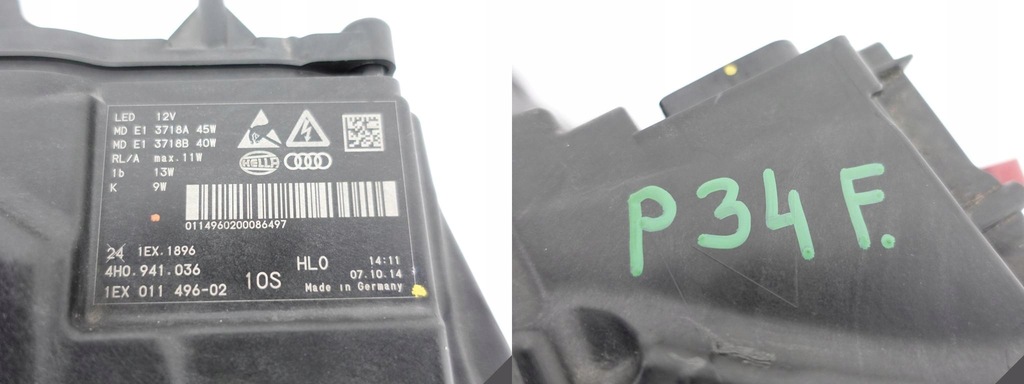 LED 12V
MD E1 3718A 45W
MD E1 3718B 40W
RL/A max.11W
1b 13W
K 9W
HELLA
0114960200086497
24 1EX.1896
4H0.941.036
1EX 011 496-02
10S
HL0
14:11
07.10.14
Made in Germany
P34F.